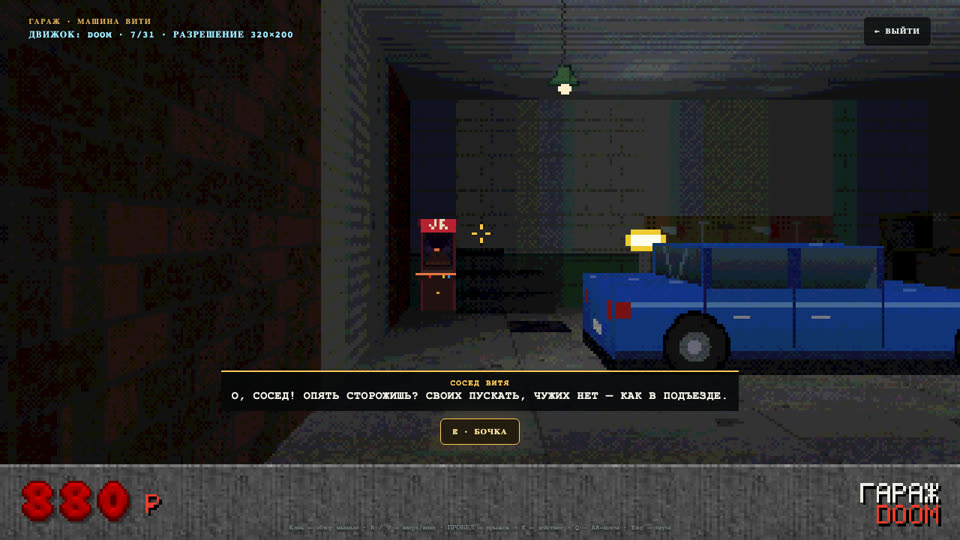 ГАРАЖ · МАШИНА ВИТИ
ДВИЖОК: DOOM · 7/31 · РАЗРЕШЕНИЕ 320×200
← ВЫЙТИ
СОСЕД ВИТЯ
О, СОСЕД! ОПЯТЬ СТОРОЖИШЬ? СВОИХ ПУСКАТЬ, ЧУЖИХ НЕТ — КАК В ПОДЪЕЗДЕ.
E · БОЧКА
880 Р
ГАРАЖ
DOOM